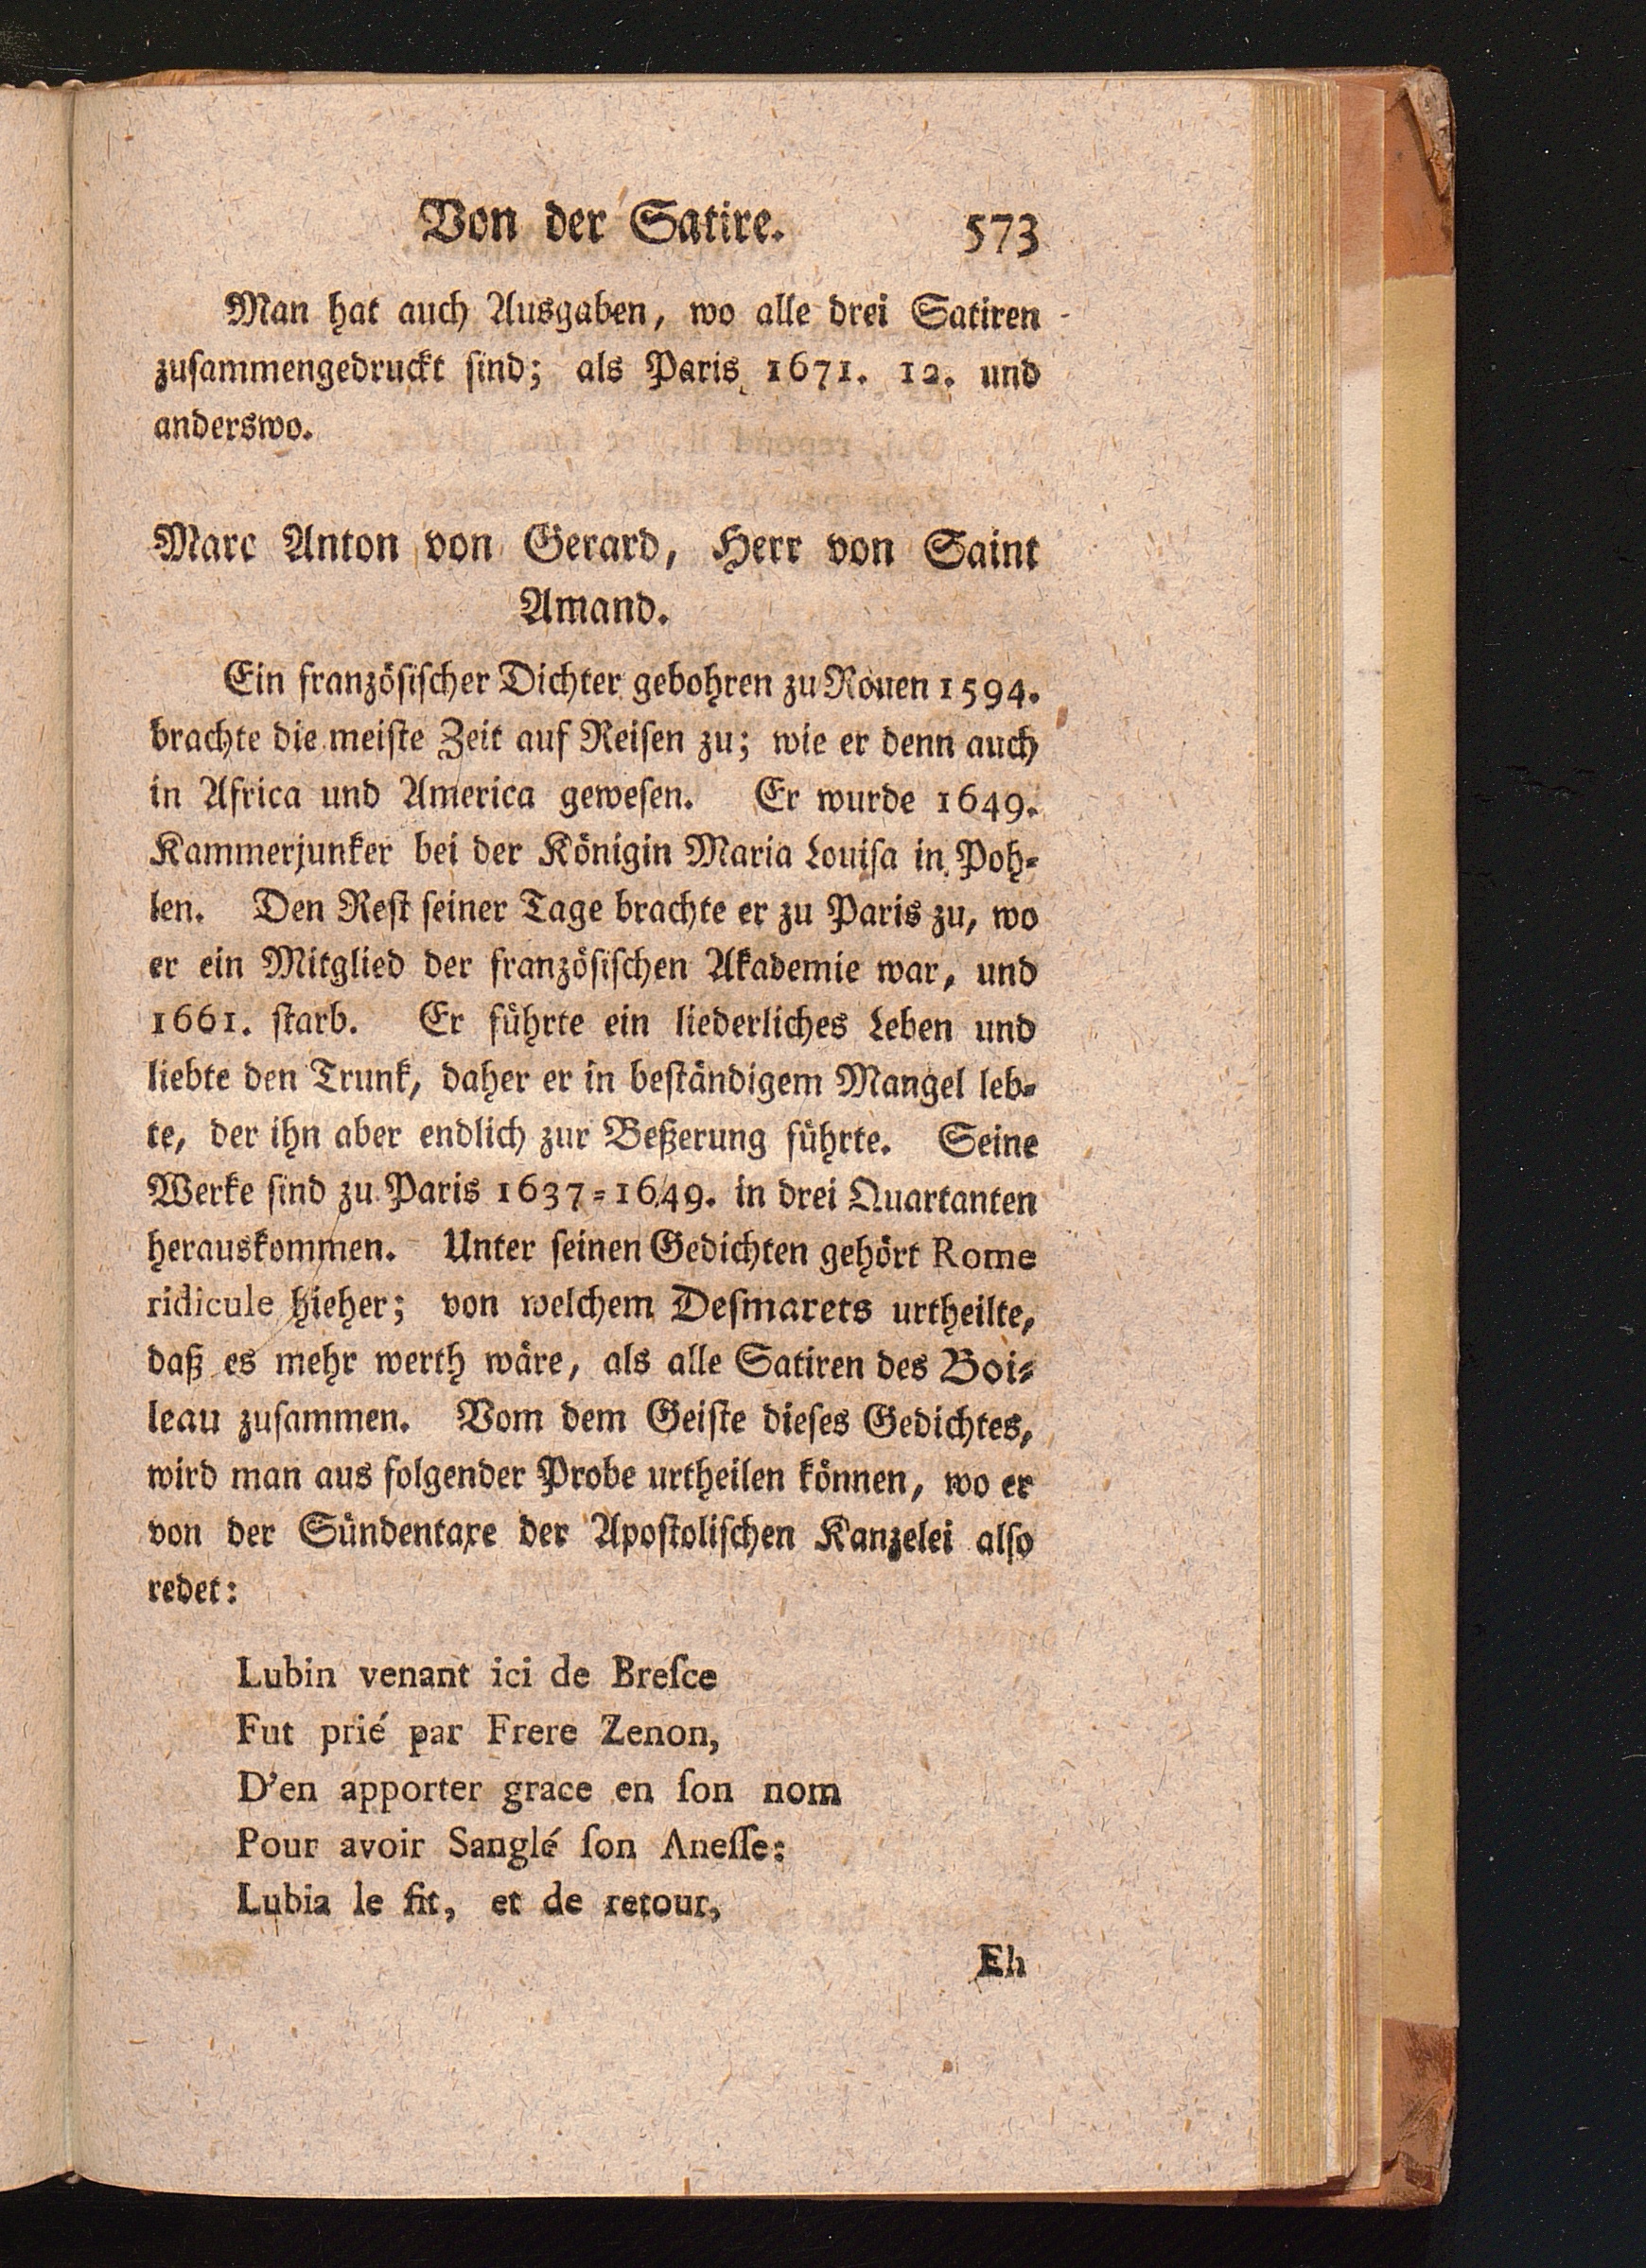 Von der Satire. 573
Man hat auch Ausgaben, wo alle drei Satiren
zuſammengedruckt ſind; als Paris 1671. 12. und
anderswo.
Marc Anton von Gerard, Herr von Saint
Amand.
Ein franzöſiſcher Dichter gebohren zu Rouen 1594.
brachte die meiſte Zeit auf Reiſen zu; wie er denn auch
in Africa und America geweſen. Er wurde 1649.
Kammerjunker bei der Königin Maria Louiſa in Poh-
len. Den Reſt ſeiner Tage brachte er zu Paris zu, wo
er ein Mitglied der franzöſiſchen Akademie war, und
1661. ſtarb. Er führte ein liederliches Leben und
liebte den Trunk, daher er in beſtändigem Mangel leb-
te, der ihn aber endlich zur Beßerung führte. Seine
Werke ſind zu Paris 1637-1649. in drei Quartanten
herauskommen. Unter ſeinen Gedichten gehört Rome
ridicule hieher; von welchem Deſmarets urtheilte,
daß es mehr werth wäre, als alle Satiren des Boi-
leau zuſammen. Vom dem Geiſte dieſes Gedichtes,
wird man aus folgender Probe urtheilen können, wo er
von der Sündentaxe der Apoſtoliſchen Kanzelei alſo
redet:
Lubin venant ici de Breſce
Fut prié par Frere Zenon,
D'en apporter grace en ſon nom
Pour avoir Sanglé ſon Aneſſe:
Lubia le fit, et de retour,
Eh